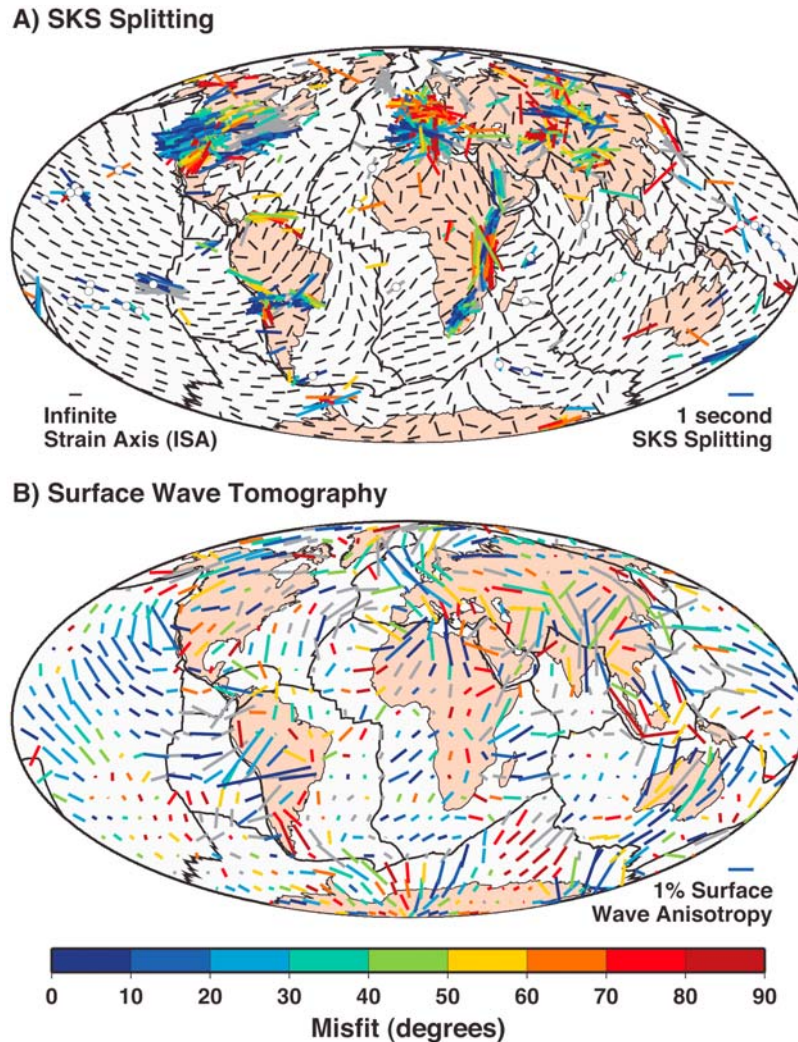 A) SKS Splitting
Infinite
Strain Axis (ISA)
1 second
SKS Splitting
B) Surface Wave Tomography
1% Surface
Wave Anisotropy
0 10 20 30 40 50 60 70 80 90
Misfit (degrees)